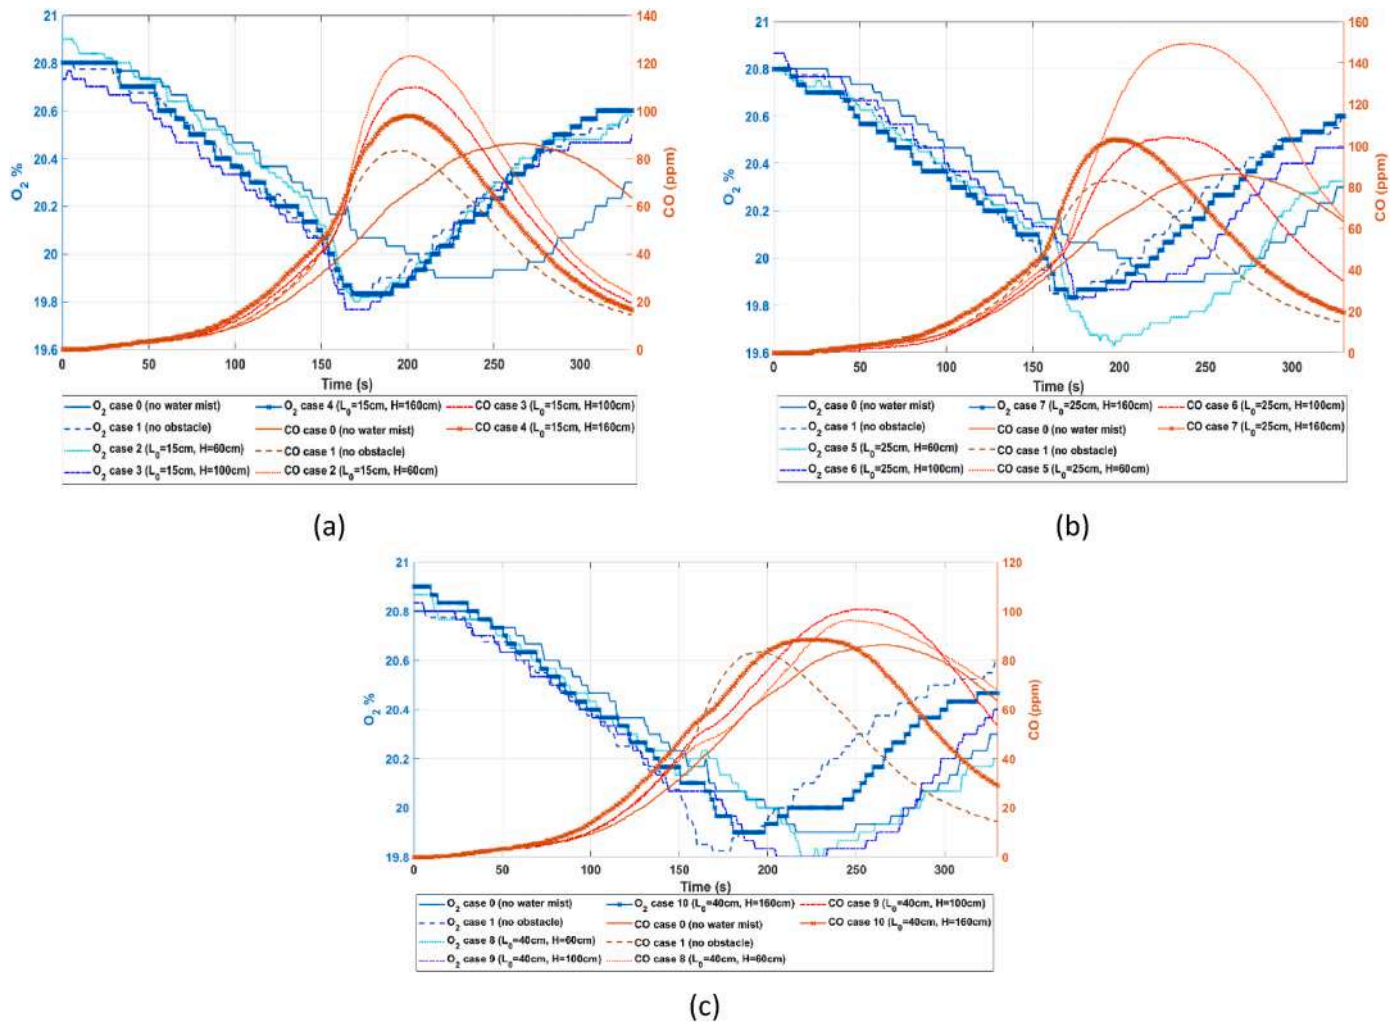 21
20.8
20.6
20.4
20.2
20
19.8
19.6
O2 %
140
120
100
80
60
40
20
0
CO (ppm)
0 50 100 150 200 250 300
Time (s)
O2 case 0 (no water mist) O2 case 4 (L0=15cm, H=160cm) CO case 3 (L0=15cm, H=100cm)
O2 case 1 (no obstacle) CO case 0 (no water mist) CO case 4 (L0=15cm, H=160cm)
O2 case 2 (L0=15cm, H=60cm) CO case 1 (no obstacle)
O2 case 3 (L0=15cm, H=100cm) CO case 2 (L0=15cm, H=60cm)
(a)
21
20.8
20.6
20.4
20.2
20
19.8
19.6
O2 %
160
140
120
100
80
60
40
20
0
CO (ppm)
0 50 100 150 200 250 300
Time (s)
O2 case 0 (no water mist) O2 case 7 (L0=25cm, H=160cm) CO case 6 (L0=25cm, H=100cm)
O2 case 1 (no obstacle) CO case 0 (no water mist) CO case 7 (L0=25cm, H=160cm)
O2 case 5 (L0=25cm, H=60cm) CO case 1 (no obstacle)
O2 case 6 (L0=25cm, H=100cm) CO case 5 (L0=25cm, H=60cm)
(b)
21
20.8
20.6
20.4
20.2
20
19.8
O2 %
120
100
80
60
40
20
0
CO (ppm)
0 50 100 150 200 250 300
Time (s)
O2 case 0 (no water mist) O2 case 10 (L0=40cm, H=160cm) CO case 9 (L0=40cm, H=100cm)
O2 case 1 (no obstacle) CO case 0 (no water mist) CO case 10 (L0=40cm, H=160cm)
O2 case 8 (L0=40cm, H=60cm) CO case 1 (no obstacle)
O2 case 9 (L0=40cm, H=100cm) CO case 8 (L0=40cm, H=60cm)
(c)